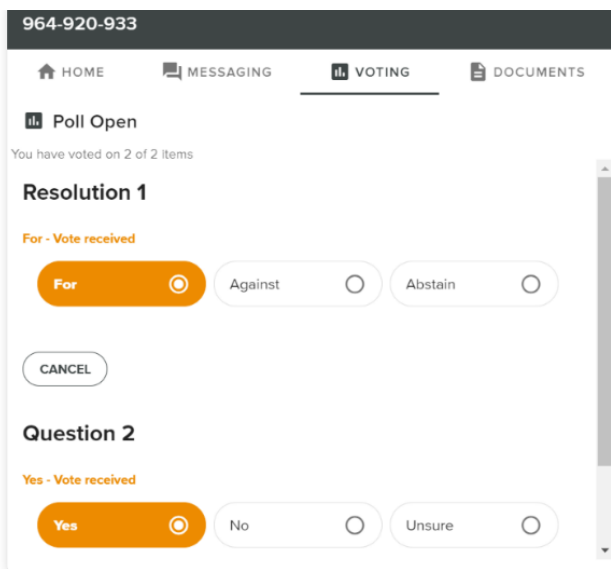 964-920-933
HOME MESSAGING VOTING DOCUMENTS
Poll Open
You have voted on 2 of 2 items
Resolution 1
For - Vote received
For Against Abstain
CANCEL
Question 2
Yes - Vote received
Yes No Unsure